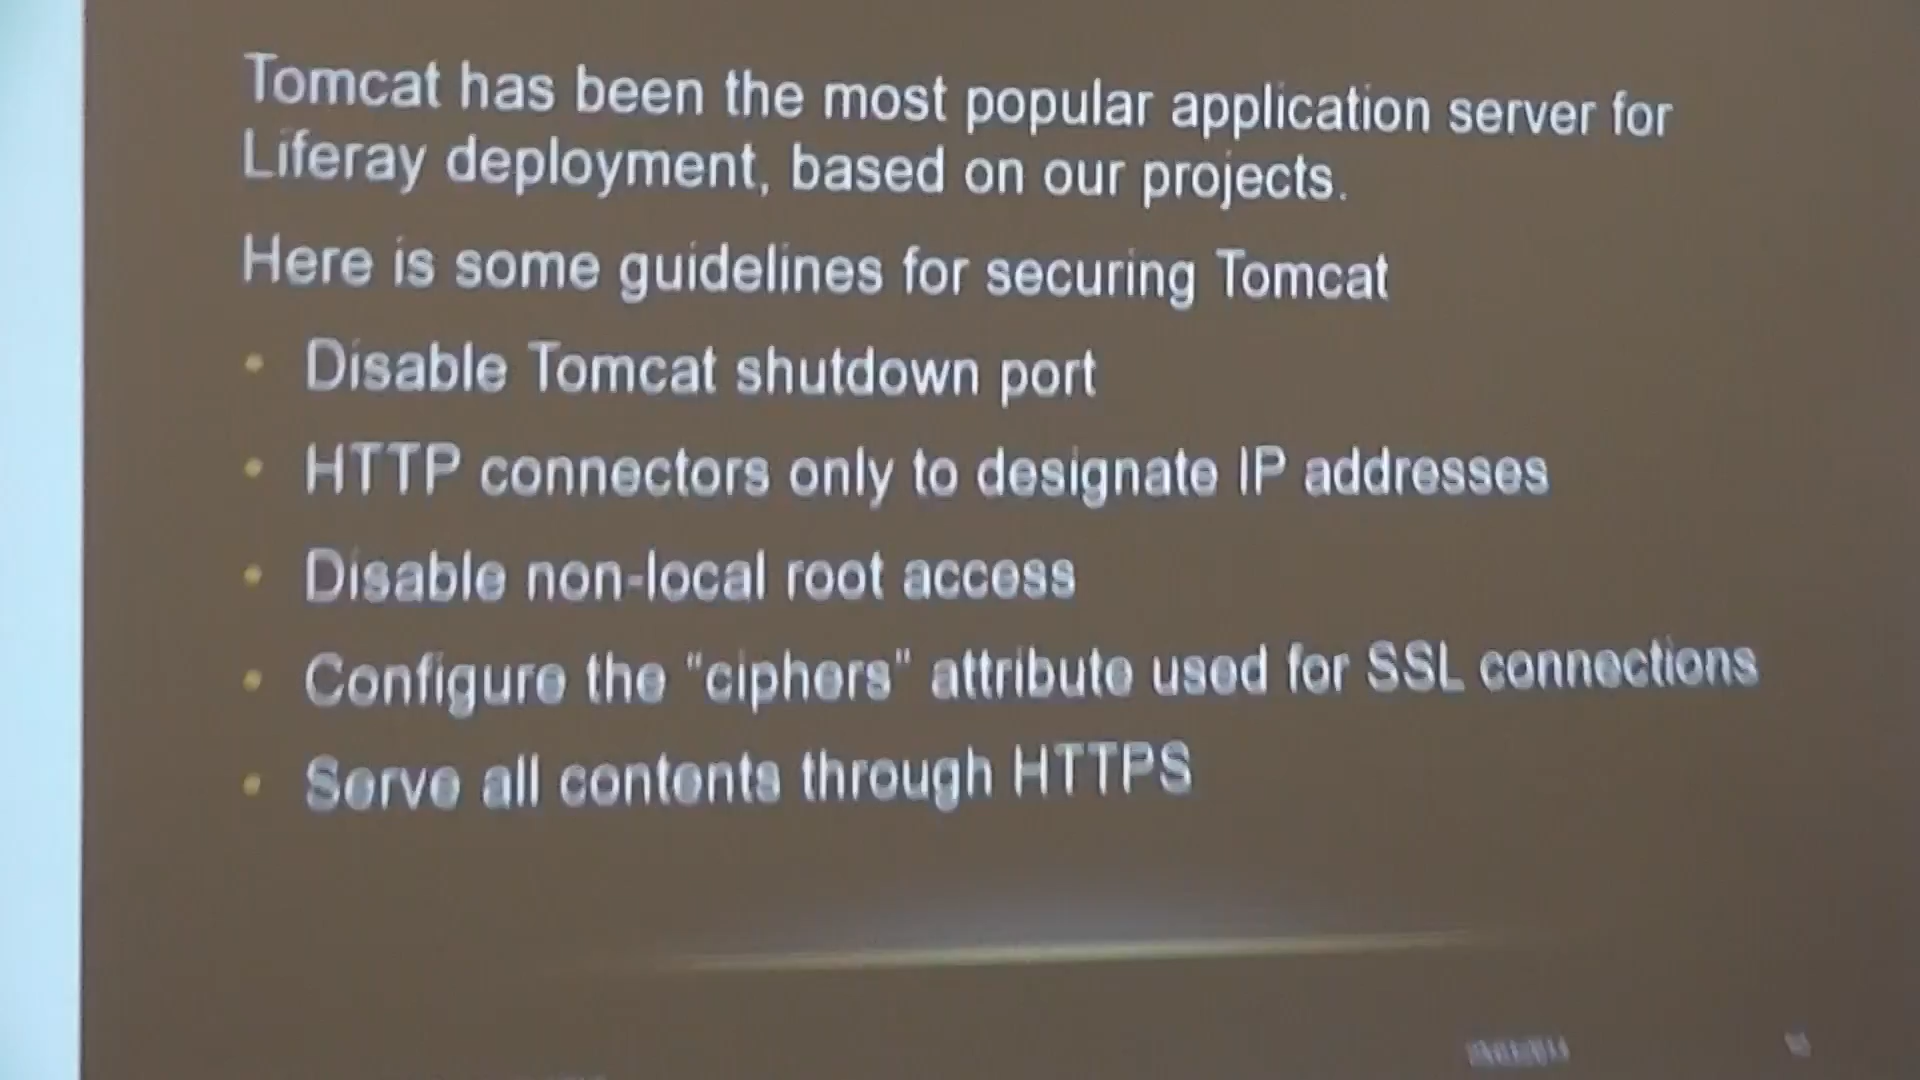 Tomcat has been the most popular application server for
Liferay deployment, based on our projects.
Here is some guidelines for securing Tomcat
• Disable Tomcat shutdown port
• HTTP connectors only to designate IP addresses
• Disable non-local root access
• Configure the "ciphers" attribute used for SSL connections
• Serve all contents through HTTPS